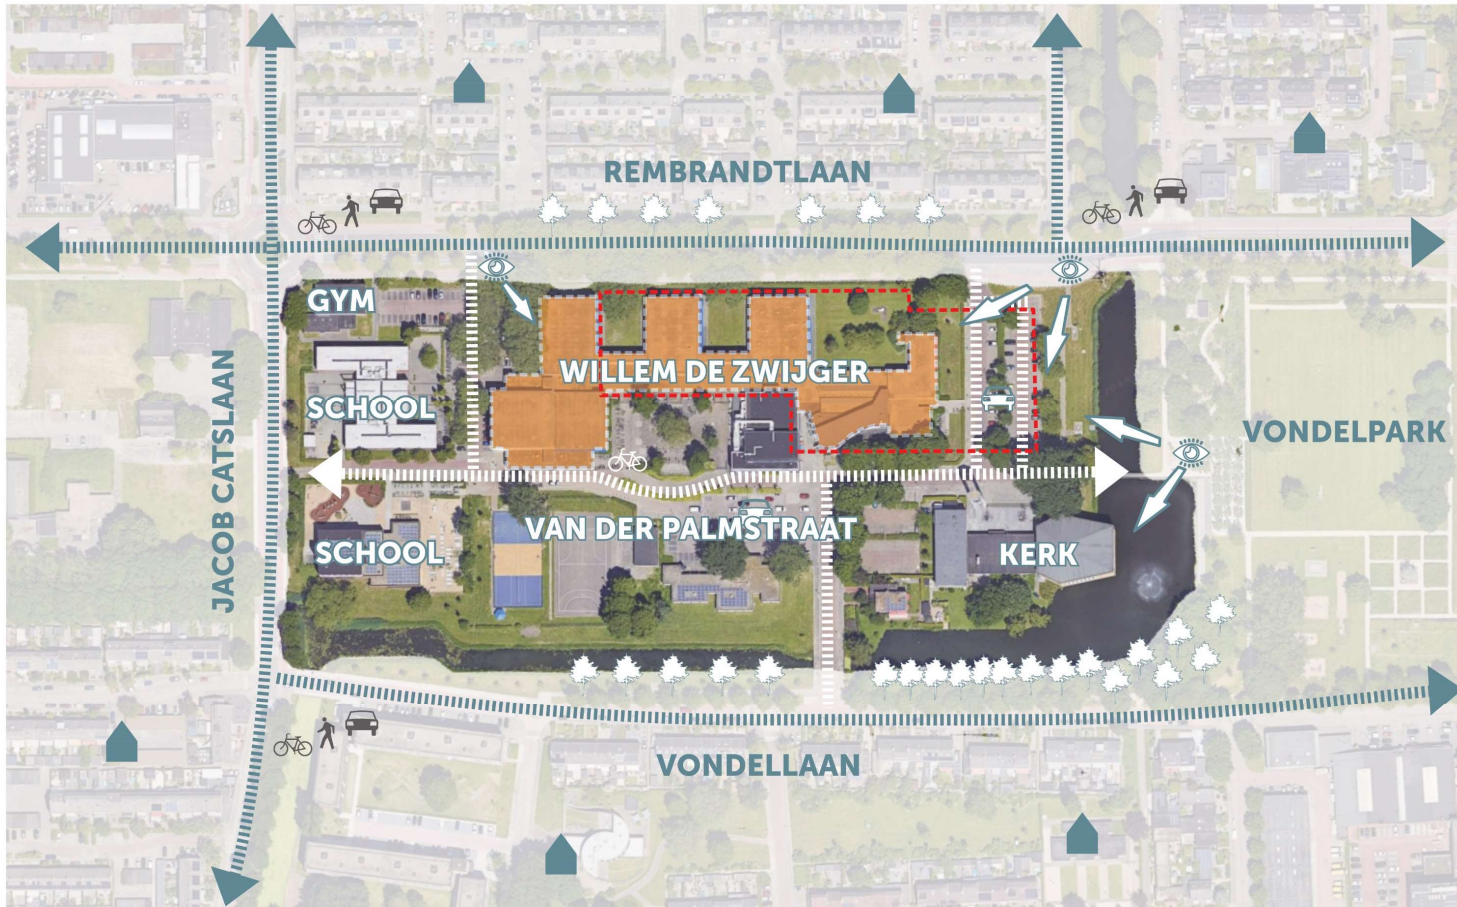 REMBRANDTLAAN
GYM
WILLEM DE ZWIJGER
SCHOOL
JACOB CATSLAAN
VONDELPARK
VAN DER PALMSTRAAT
SCHOOL
KERK
VONDELLAAN